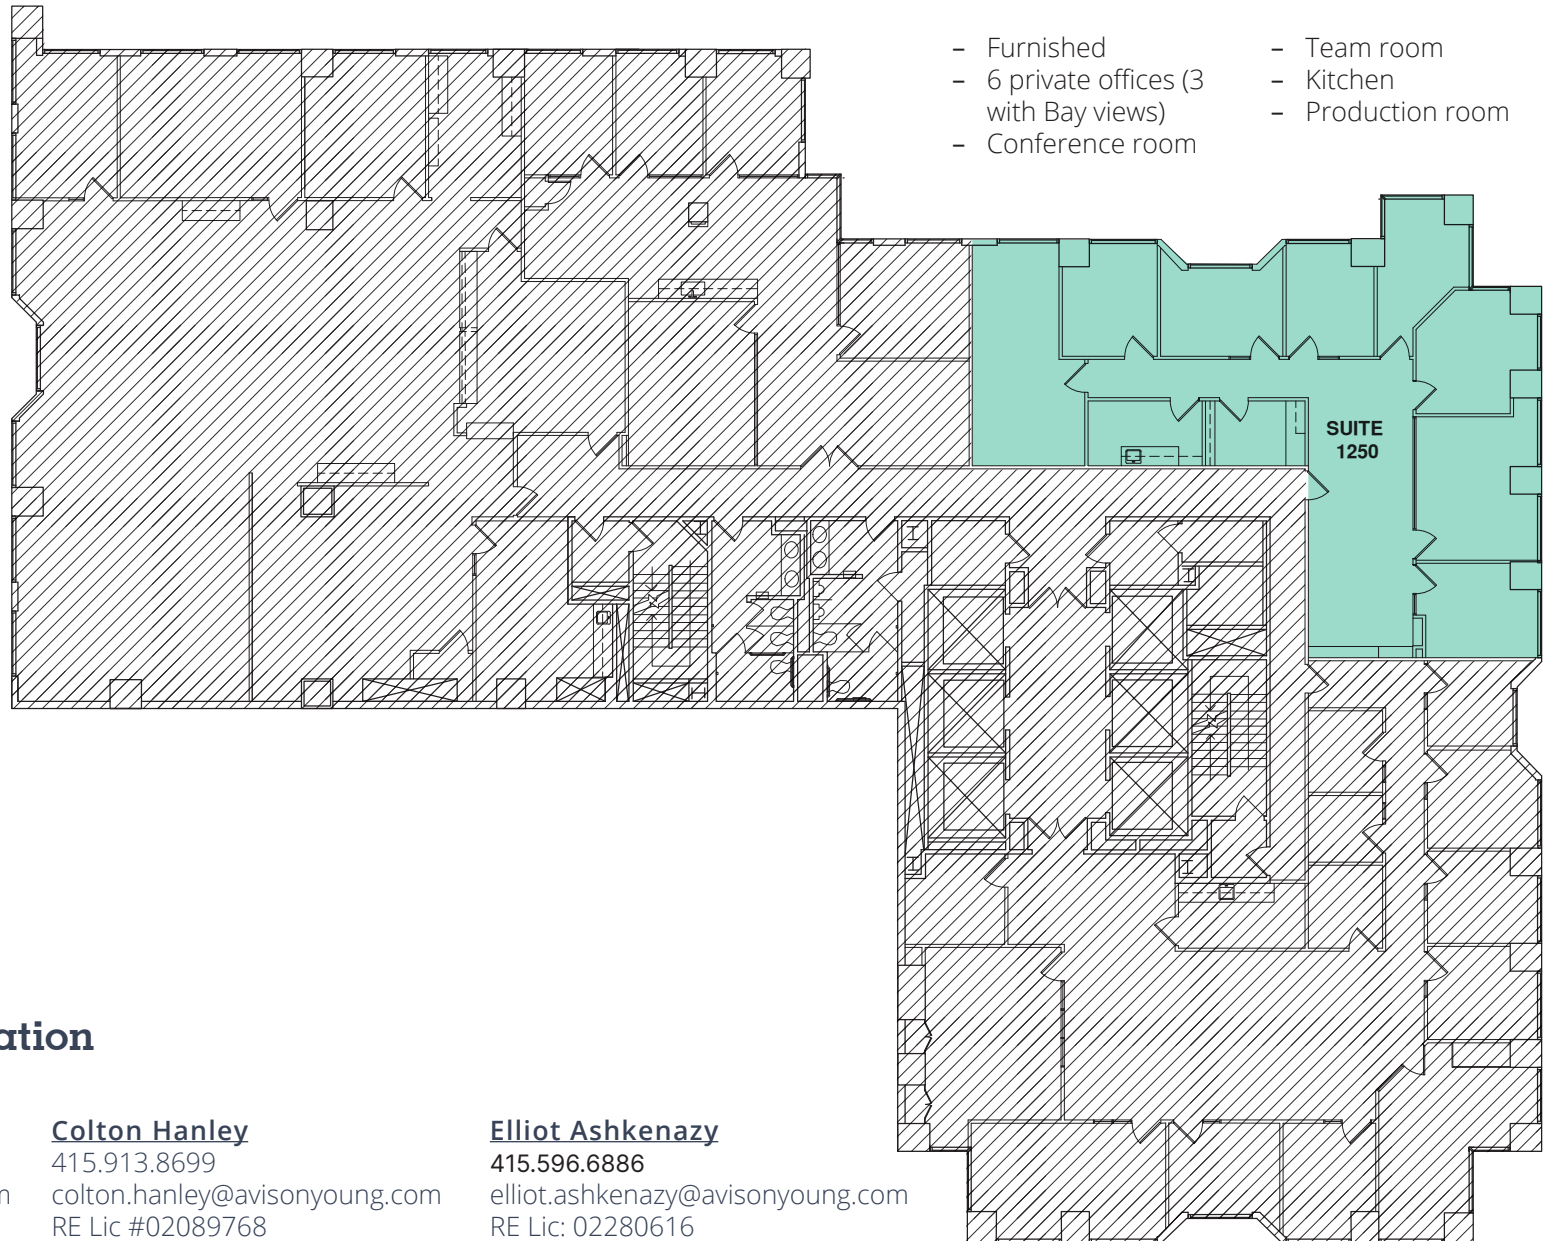 – Furnished
– 6 private offices (3
with Bay views)
– Conference room
– Team room
– Kitchen
– Production room
SUITE
1250
ation
Colton Hanley
415.913.8699
colton.hanley@avisonyoung.com
RE Lic #02089768
m
Elliot Ashkenazy
415.596.6886
elliot.ashkenazy@avisonyoung.com
RE Lic: 02280616